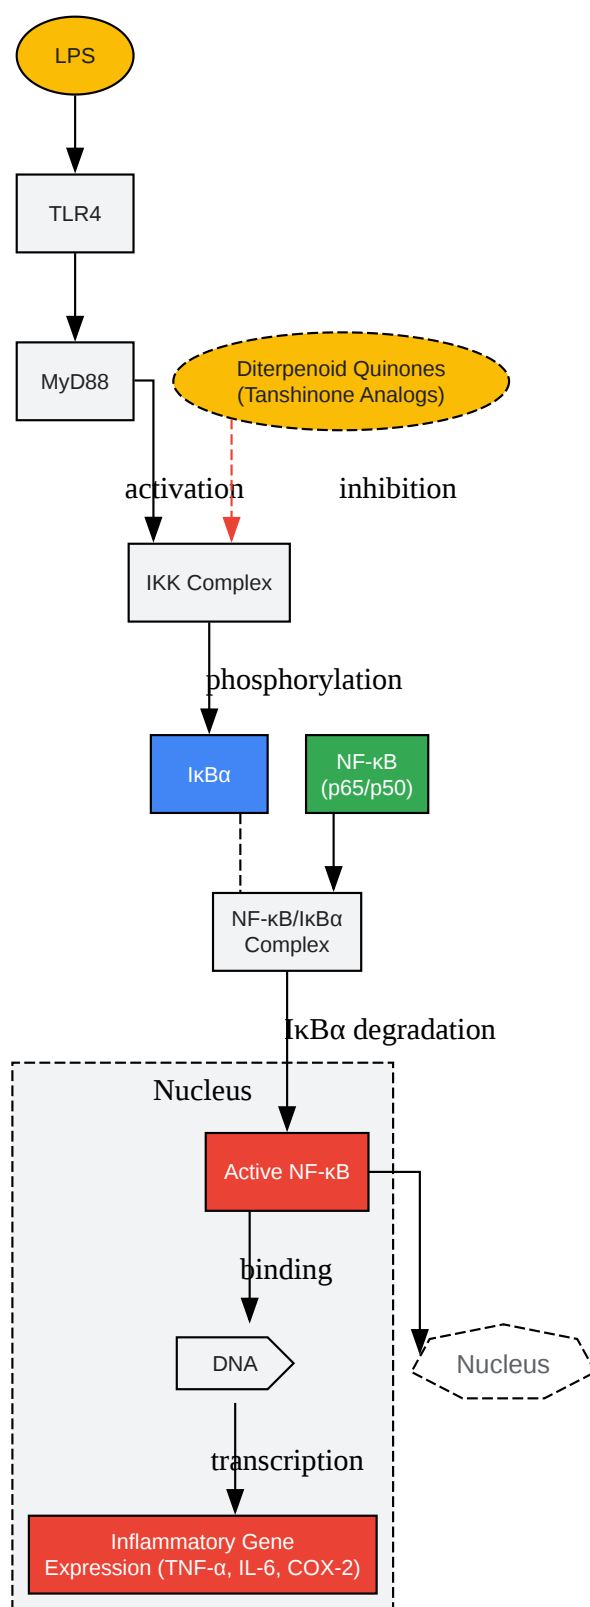 LPS
TLR4
MyD88
Diterpenoid Quinones
(Tanshinone Analogs)
activation
inhibition
IKK Complex
phosphorylation
IκBα
NF-κB
(p65/p50)
NF-κB/IκBα
Complex
IκBα degradation
Nucleus
Active NF-κB
binding
DNA
Nucleus
transcription
Inflammatory Gene
Expression (TNF-α, IL-6, COX-2)